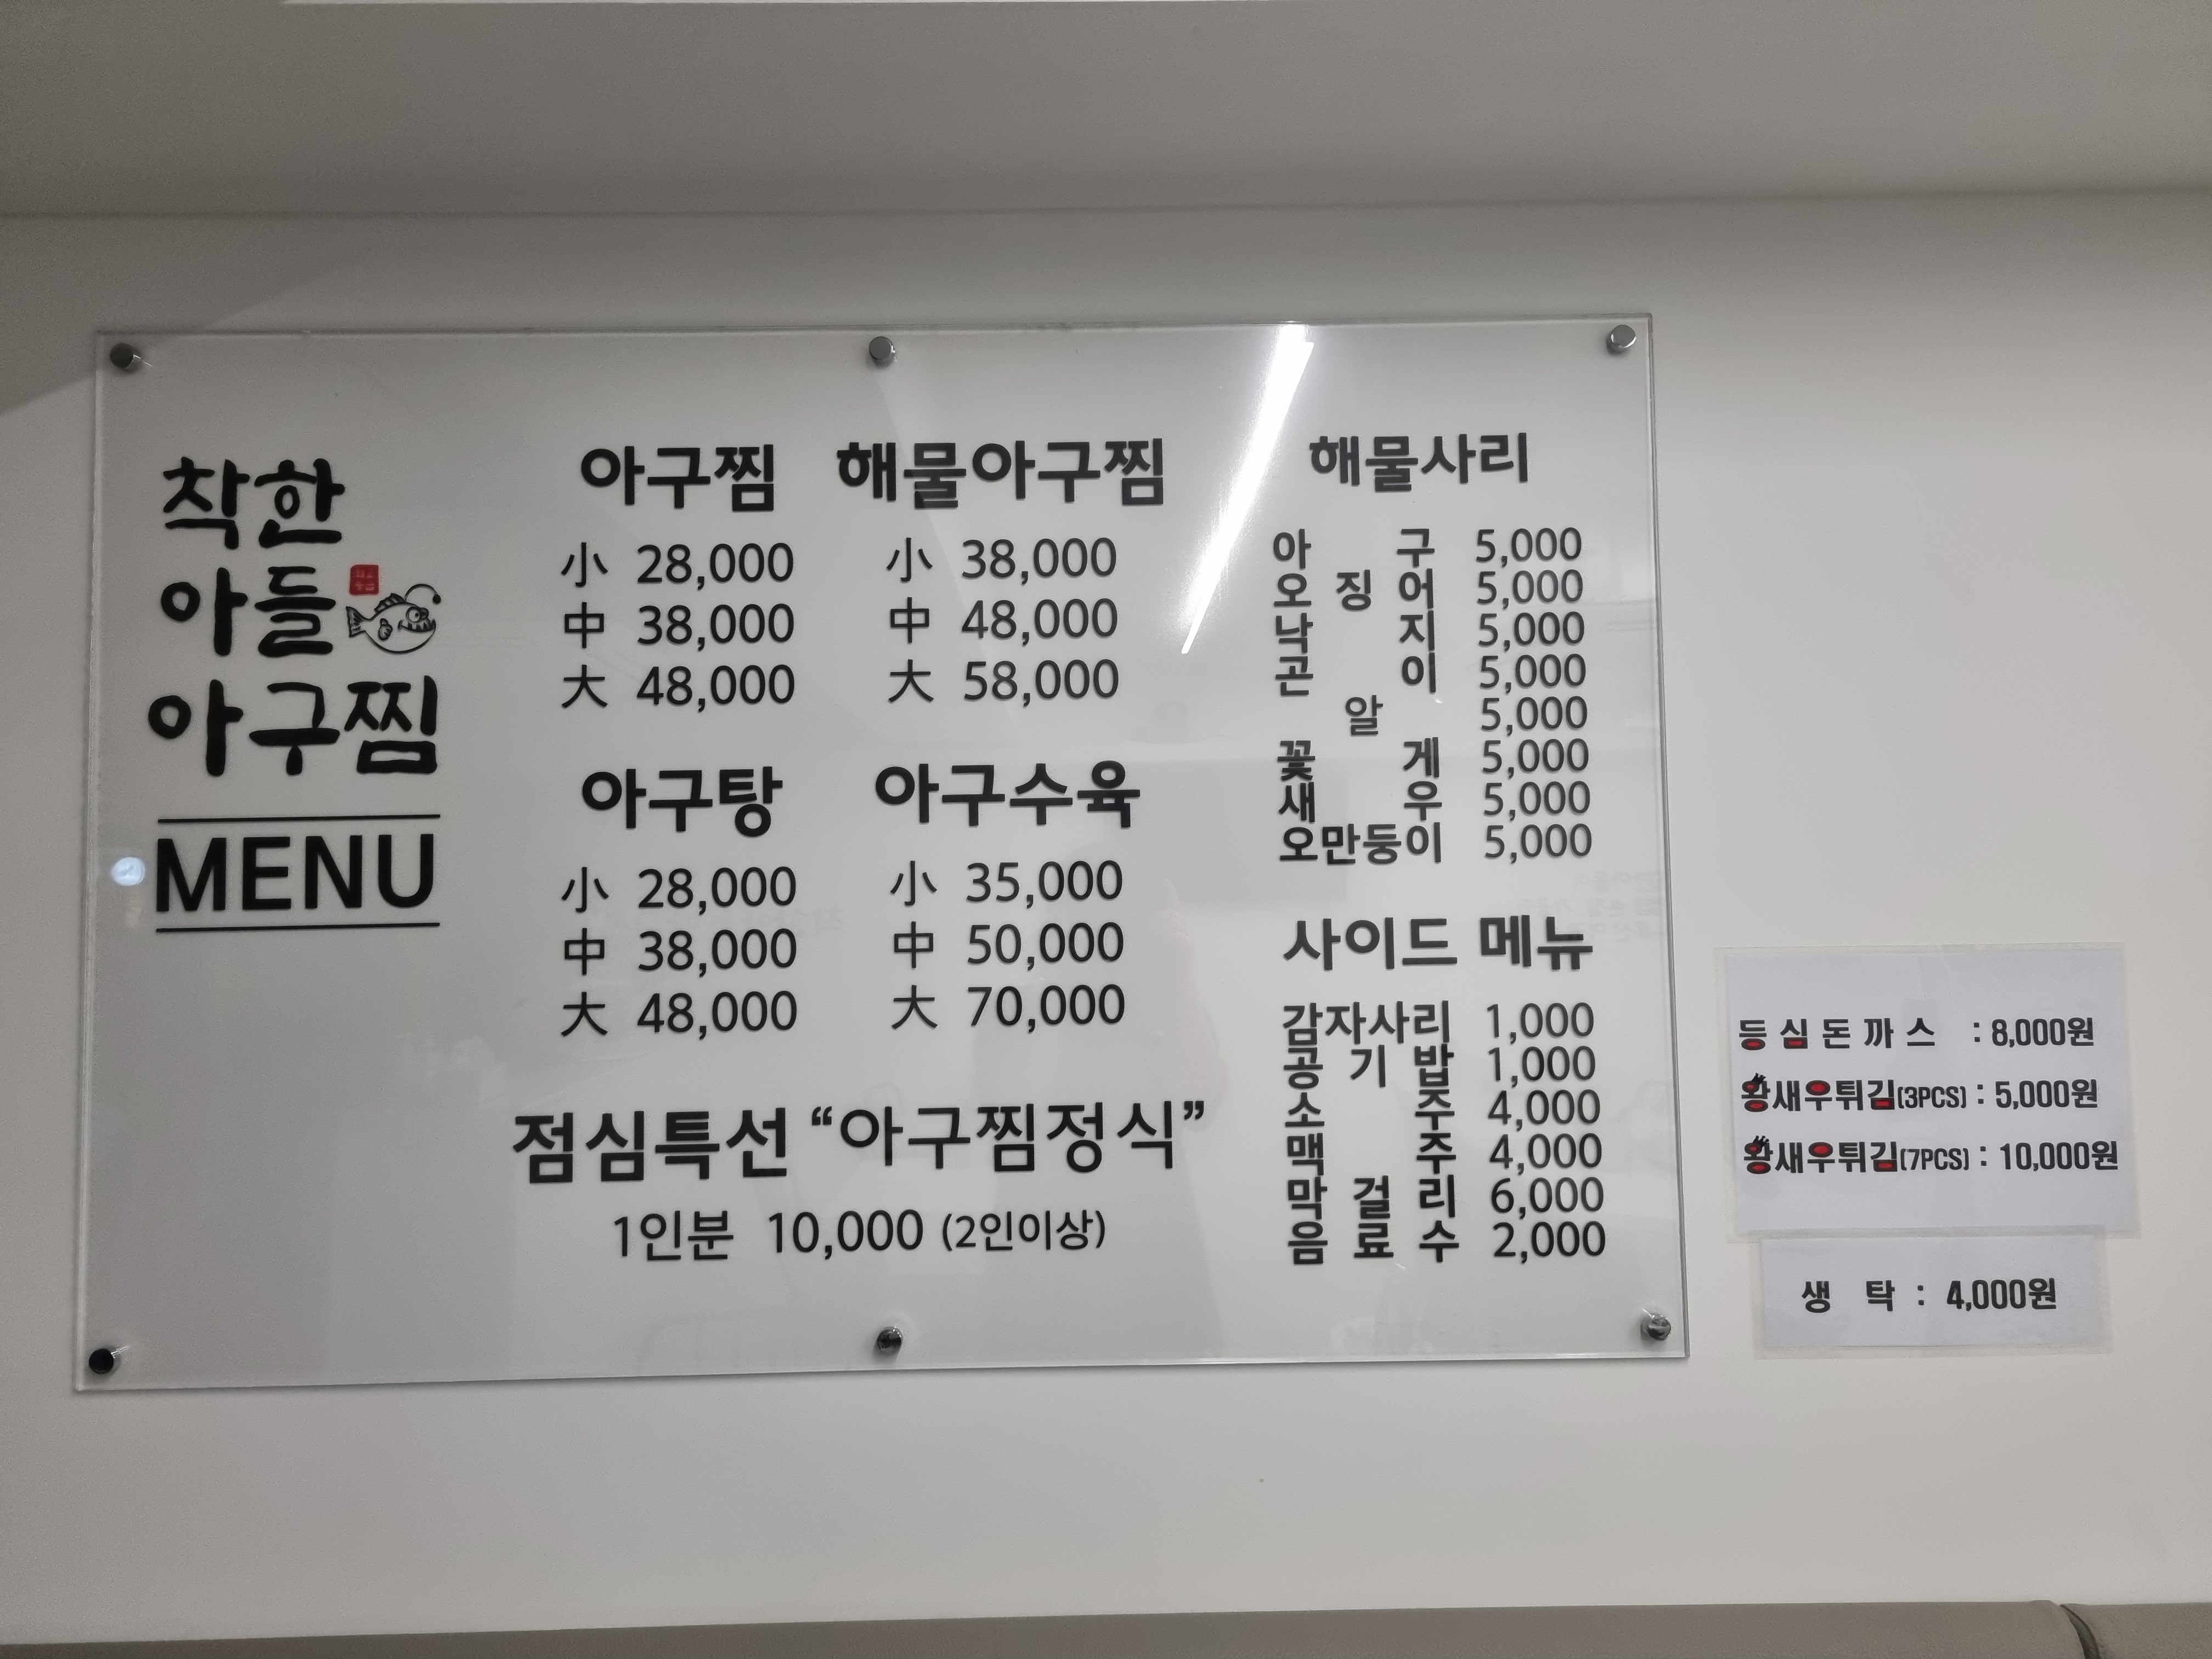 착한
아들
아구찜
MENU
아구찜
小 28,000
中 38,000
大 48,000
해물아구찜
小 38,000
中 48,000
大 58,000
아구탕
小 28,000
中 38,000
大 48,000
아구수육
小 35,000
中 50,000
大 70,000
점심특선 “아구찜정식”
1인분 10,000 (2인이상)
해물사리
아 구 5,000
오 징 어 5,000
낙 지 5,000
곤 이 5,000
알 5,000
꽃 게 5,000
새 우 5,000
오만둥이 5,000
사이드 메뉴
감자사리 1,000
공 기 밥 1,000
소 주 4,000
맥 주 4,000
막 걸 리 6,000
음 료 수 2,000
등 심 돈 까 스 : 8,000원
왕새우튀김(3PCS) : 5,000원
왕새우튀김(7PCS) : 10,000원
생 탁 : 4,000원